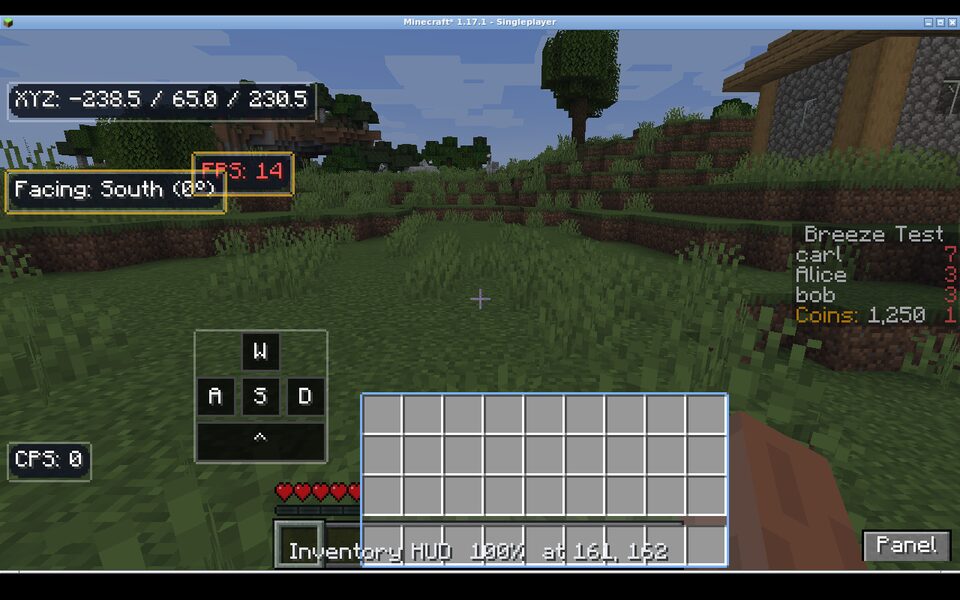 Minecraft* 1.17.1 - Singleplayer
XYZ: -238.5 / 65.0 / 230.5
FPS: 14
Facing: South (0°)
Breeze Test
carl 7
Alice 3
bob 3
Coins: 1,250 1
W
A S D
^
CPS: 0
Inventory HUD 100% at 161, 162
Panel